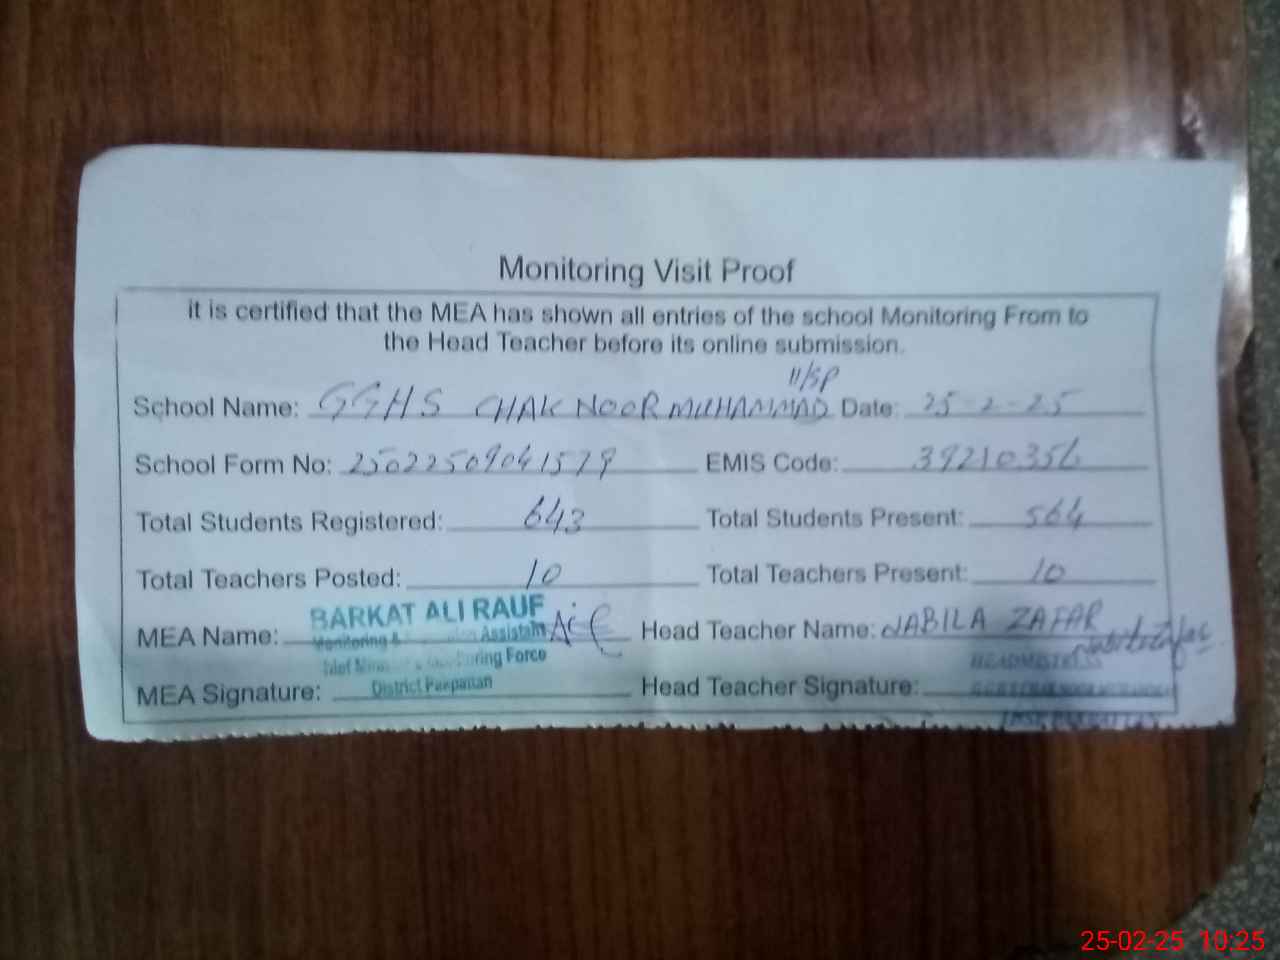 Monitoring Visit Proof
it is certified that the MEA has shown all entries of the school Monitoring From to
the Head Teacher before its online submission.
School Name: GGHS CHAK NOOR MUHAMMAD H/SP Date: 25-2-25
School Form No: 25022509041579 EMIS Code: 39210356
Total Students Registered: 643 Total Students Present: 564
Total Teachers Posted: 10 Total Teachers Present: 10
MEA Name: BARKAT ALI RAUF Head Teacher Name: NABILA ZAFAR
Monitoring & Assistant
Monitoring Force HEADMISTRESS
MEA Signature: District Pakpattan Head Teacher Signature:
25-02-25 10:25